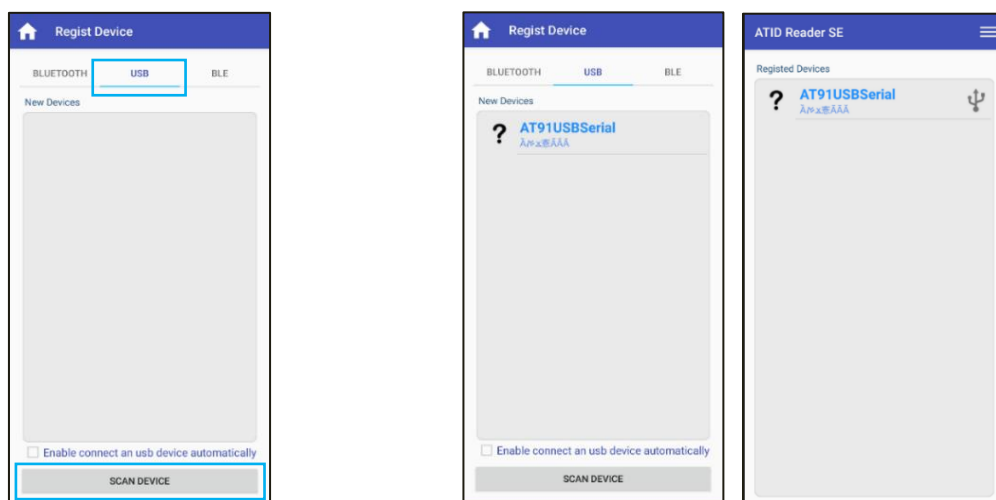 Regist Device
BLUETOOTH USB BLE
New Devices
Enable connect an usb device automatically
SCAN DEVICE
Regist Device
BLUETOOTH USB BLE
New Devices
? AT91USBSerial
Enable connect an usb device automatically
SCAN DEVICE
ATID Reader SE
Registed Devices
? AT91USBSerial